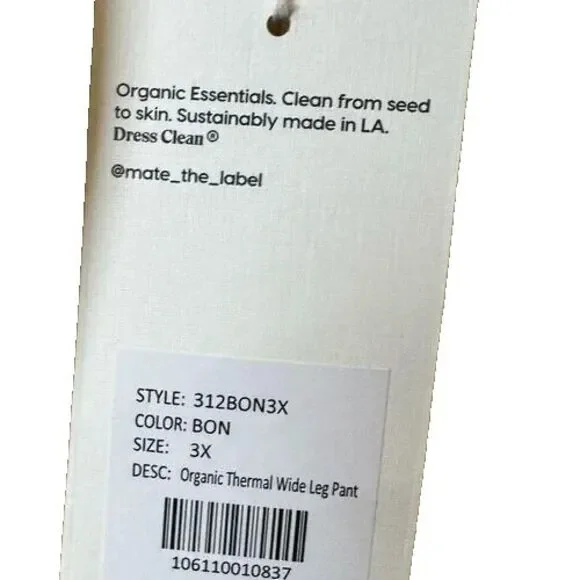 Organic Essentials. Clean from seed
to skin. Sustainably made in LA.
Dress Clean®
@mate_the_label
STYLE: 312BON3X
COLOR: BON
SIZE: 3X
DESC: Organic Thermal Wide Leg Pant
106110010837